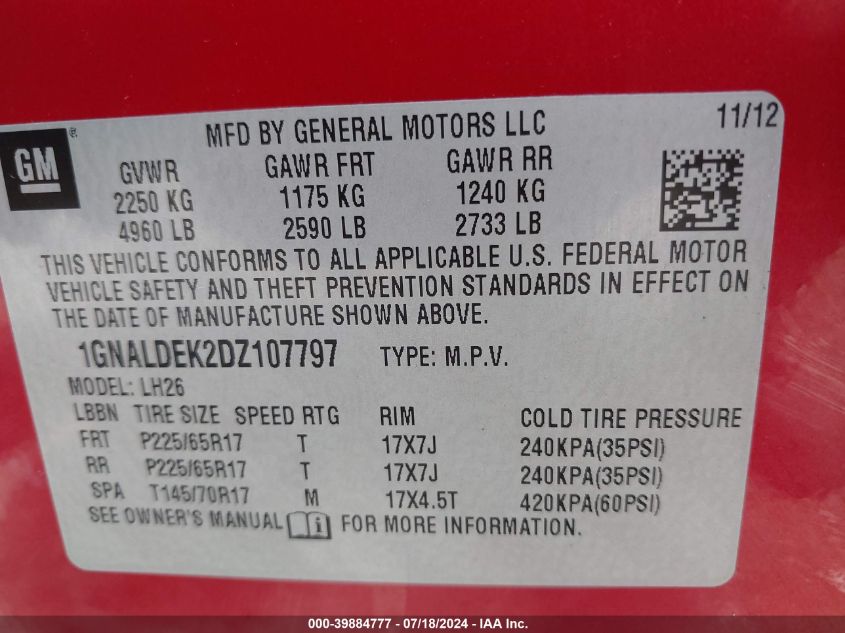 GM®
MFD BY GENERAL MOTORS LLC
11/12
GVWR GAWR FRT GAWR RR
2250 KG 1175 KG 1240 KG
4960 LB 2590 LB 2733 LB
THIS VEHICLE CONFORMS TO ALL APPLICABLE U.S. FEDERAL MOTOR
VEHICLE SAFETY AND THEFT PREVENTION STANDARDS IN EFFECT ON
THE DATE OF MANUFACTURE SHOWN ABOVE.
1GNALDEK2DZ107797 TYPE: M.P.V.
MODEL: LH26
LBBN TIRE SIZE SPEED RTG RIM COLD TIRE PRESSURE
FRT P225/65R17 T 17X7J 240KPA(35PSI)
RR P225/65R17 T 17X7J 240KPA(35PSI)
SPA T145/70R17 M 17X4.5T 420KPA(60PSI)
SEE OWNER'S MANUAL FOR MORE INFORMATION.
000-39884777 - 07/18/2024 - IAA Inc.